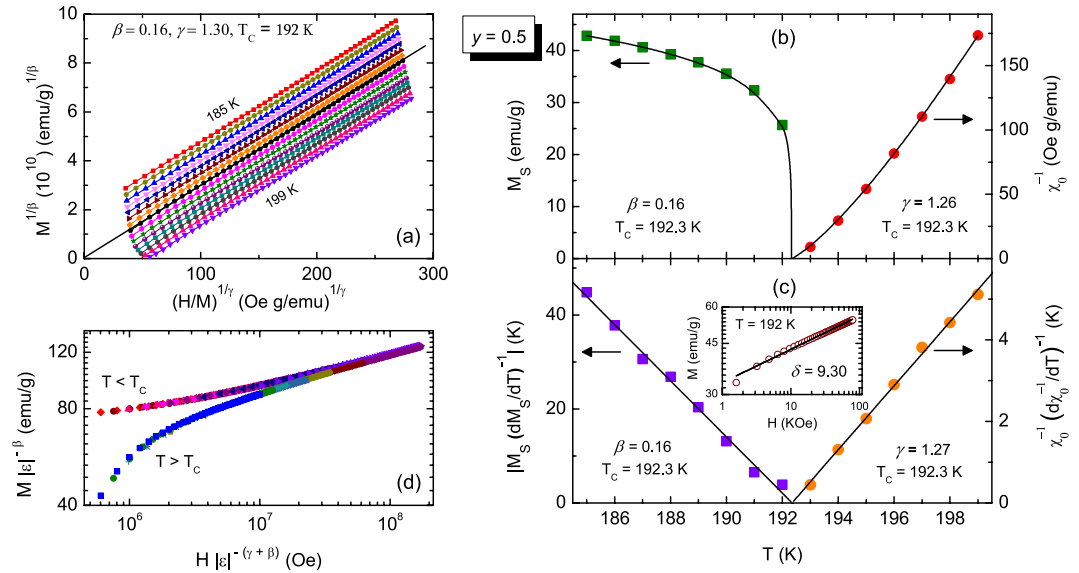 β = 0.16, γ = 1.30, T_C = 192 K
M^{1/β} (10^{10}) (emu/g)^{1/β}
10
8
6
4
2
0
185 K
199 K
(a)
0 100 200 300
(H/M)^{1/γ} (Oe g/emu)^{1/γ}
y = 0.5
(b)
M_S (emu/g)
40
30
20
10
0
β = 0.16
T_C = 192.3 K
γ = 1.26
T_C = 192.3 K
150
100
50
0
χ_0^{-1} (Oe g/emu)
(c)
|M_S (dM_S/dT)^{-1}| (K)
40
20
0
M (emu/g)
60
45
30
T = 192 K
δ = 9.30
1 10 100
H (KOe)
β = 0.16
T_C = 192.3 K
γ = 1.27
T_C = 192.3 K
4
2
0
χ_0^{-1} (dχ_0^{-1}/dT)^{-1} (K)
186 188 190 192 194 196 198
T (K)
M |ε|^{-β} (emu/g)
120
80
40
T < T_C
T > T_C
(d)
10^6 10^7 10^8
H |ε|^{-(γ + β)} (Oe)